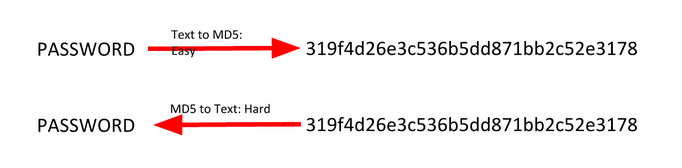 Text to MD5:
Easy
PASSWORD 319f4d26e3c536b5dd871bb2c52e3178
MD5 to Text: Hard
PASSWORD 319f4d26e3c536b5dd871bb2c52e3178